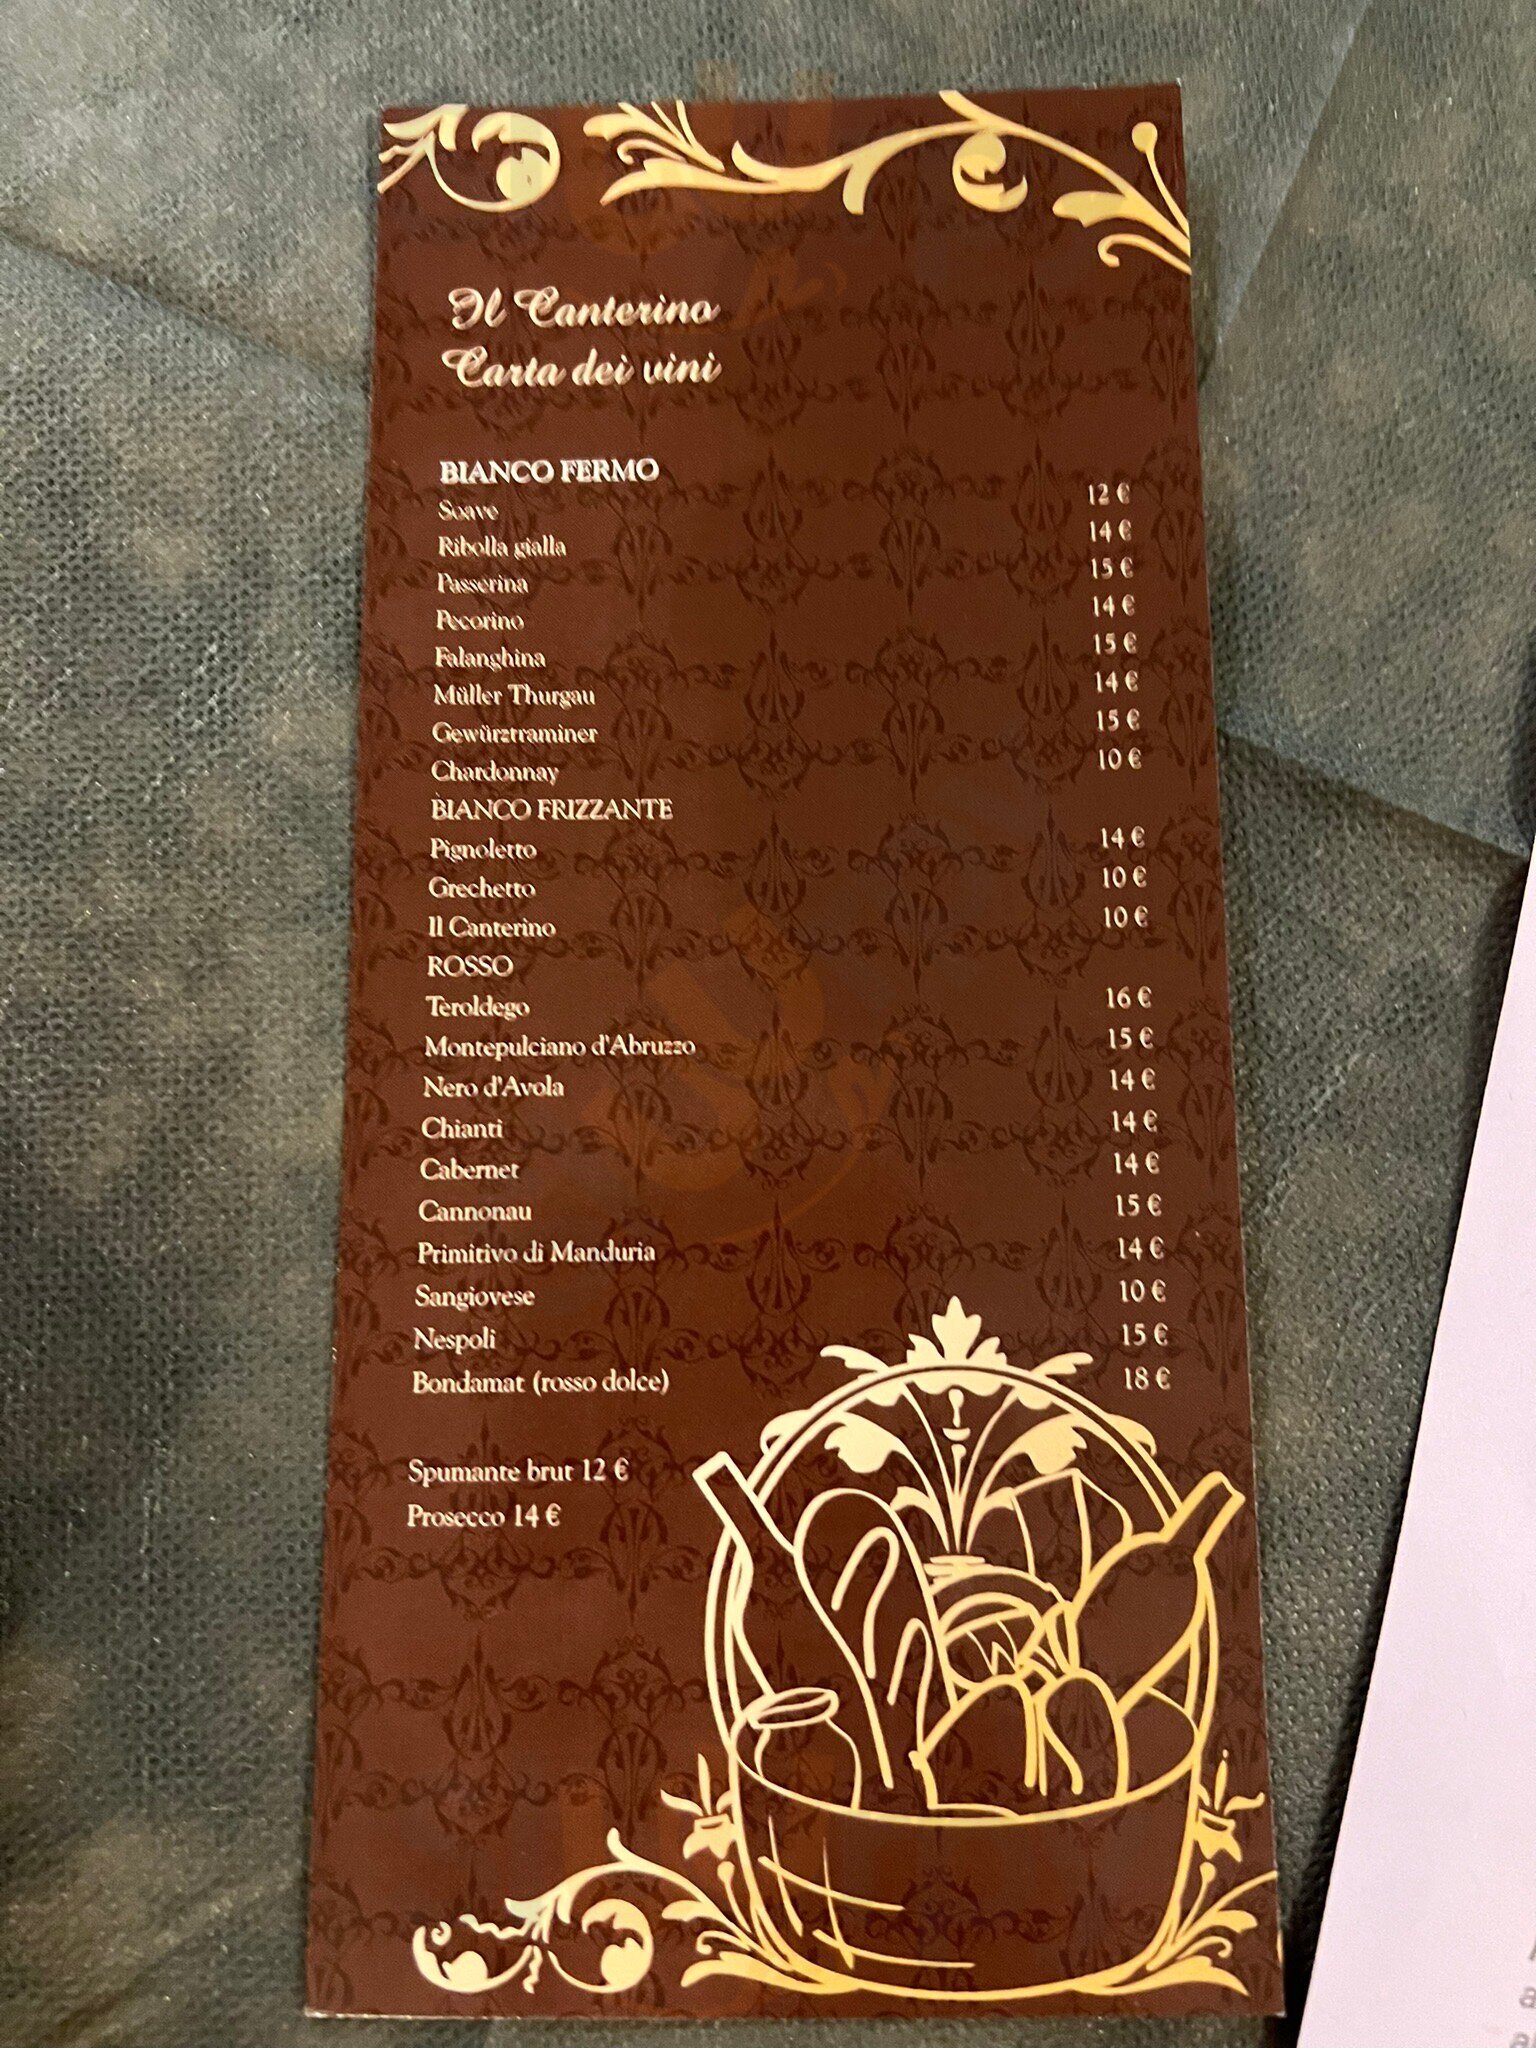 Il Canterino
Carta dei vini
BIANCO FERMO
Soave 12 €
Ribolla gialla 14 €
Passerina 15 €
Pecorino 14 €
Falanghina 15 €
Müller Thurgau 14 €
Gewürztraminer 15 €
Chardonnay 10 €
BIANCO FRIZZANTE
Pignoletto 14 €
Grechetto 10 €
Il Canterino 10 €
ROSSO
Teroldego 16 €
Montepulciano d'Abruzzo 15 €
Nero d'Avola 14 €
Chianti 14 €
Cabernet 14 €
Cannonau 15 €
Primitivo di Manduria 14 €
Sangiovese 10 €
Nespoli 15 €
Bondamat (rosso dolce) 18 €
Spumante brut 12 €
Prosecco 14 €